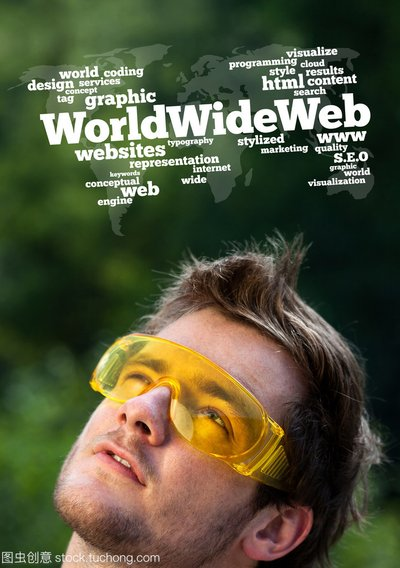 visualize
programming cloud
world coding
style results
design services
html content
concept
search
tag graphic
WorldWideWeb
typography
stylized
www
websites
marketing quality
representation
S.E.O
keywords
internet
graphic
world
conceptual
web
wide
visualization
engine
图虫创意 stock.tuchong.com